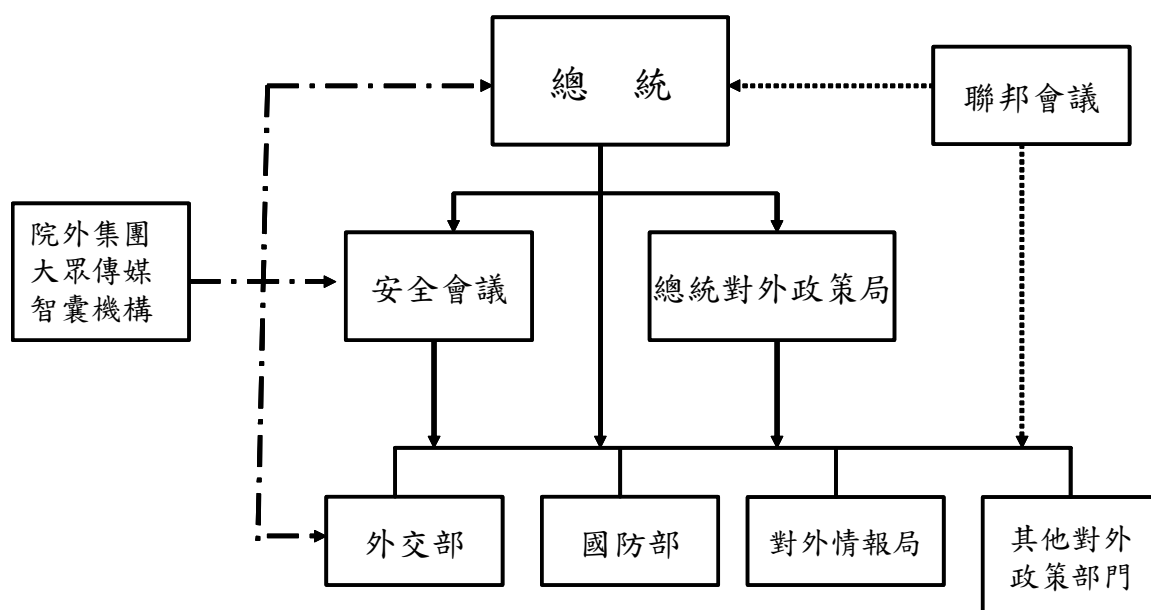 總 統
聯邦會議
院外集團
大眾傳媒
智囊機構
安全會議
總統對外政策局
外交部
國防部
對外情報局
其他對外
政策部門